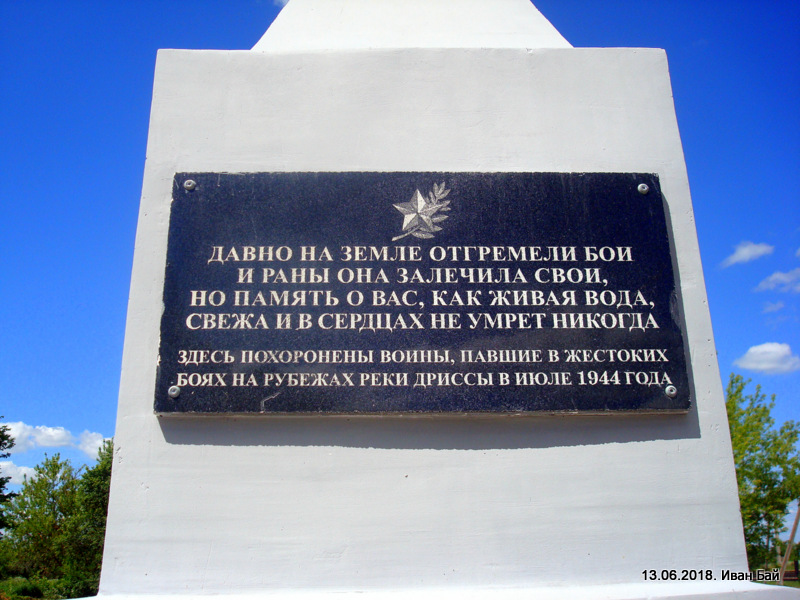 ДАВНО НА ЗЕМЛЕ ОТГРЕМЕЛИ БОИ
И РАНЫ ОНА ЗАЛЕЧИЛА СВОИ,
НО ПАМЯТЬ О ВАС, КАК ЖИВАЯ ВОДА,
СВЕЖА И В СЕРДЦАХ НЕ УМРЕТ НИКОГДА
ЗДЕСЬ ПОХОРОНЕНЫ ВОИНЫ, ПАВШИЕ В ЖЕСТОКИХ
БОЯХ НА РУБЕЖАХ РЕКИ ДРИССЫ В ИЮЛЕ 1944 ГОДА
13.06.2018. Иван Бай